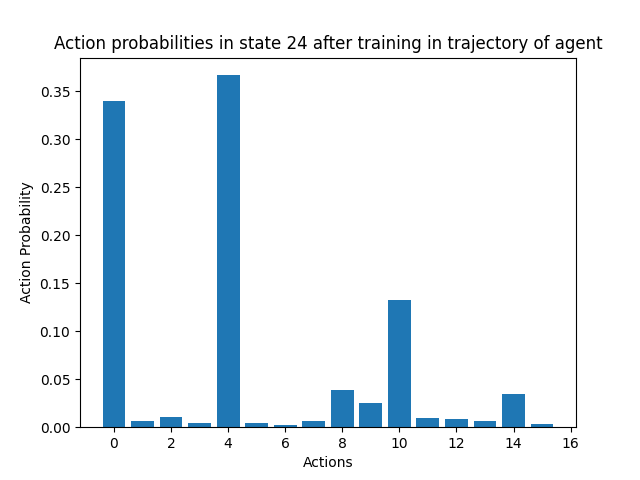 Action probabilities in state 24 after training in trajectory of agent
0.35
0.30
0.25
0.20
0.15
0.10
0.05
0.00
Action Probability
0 2 4 6 8 10 12 14 16
Actions